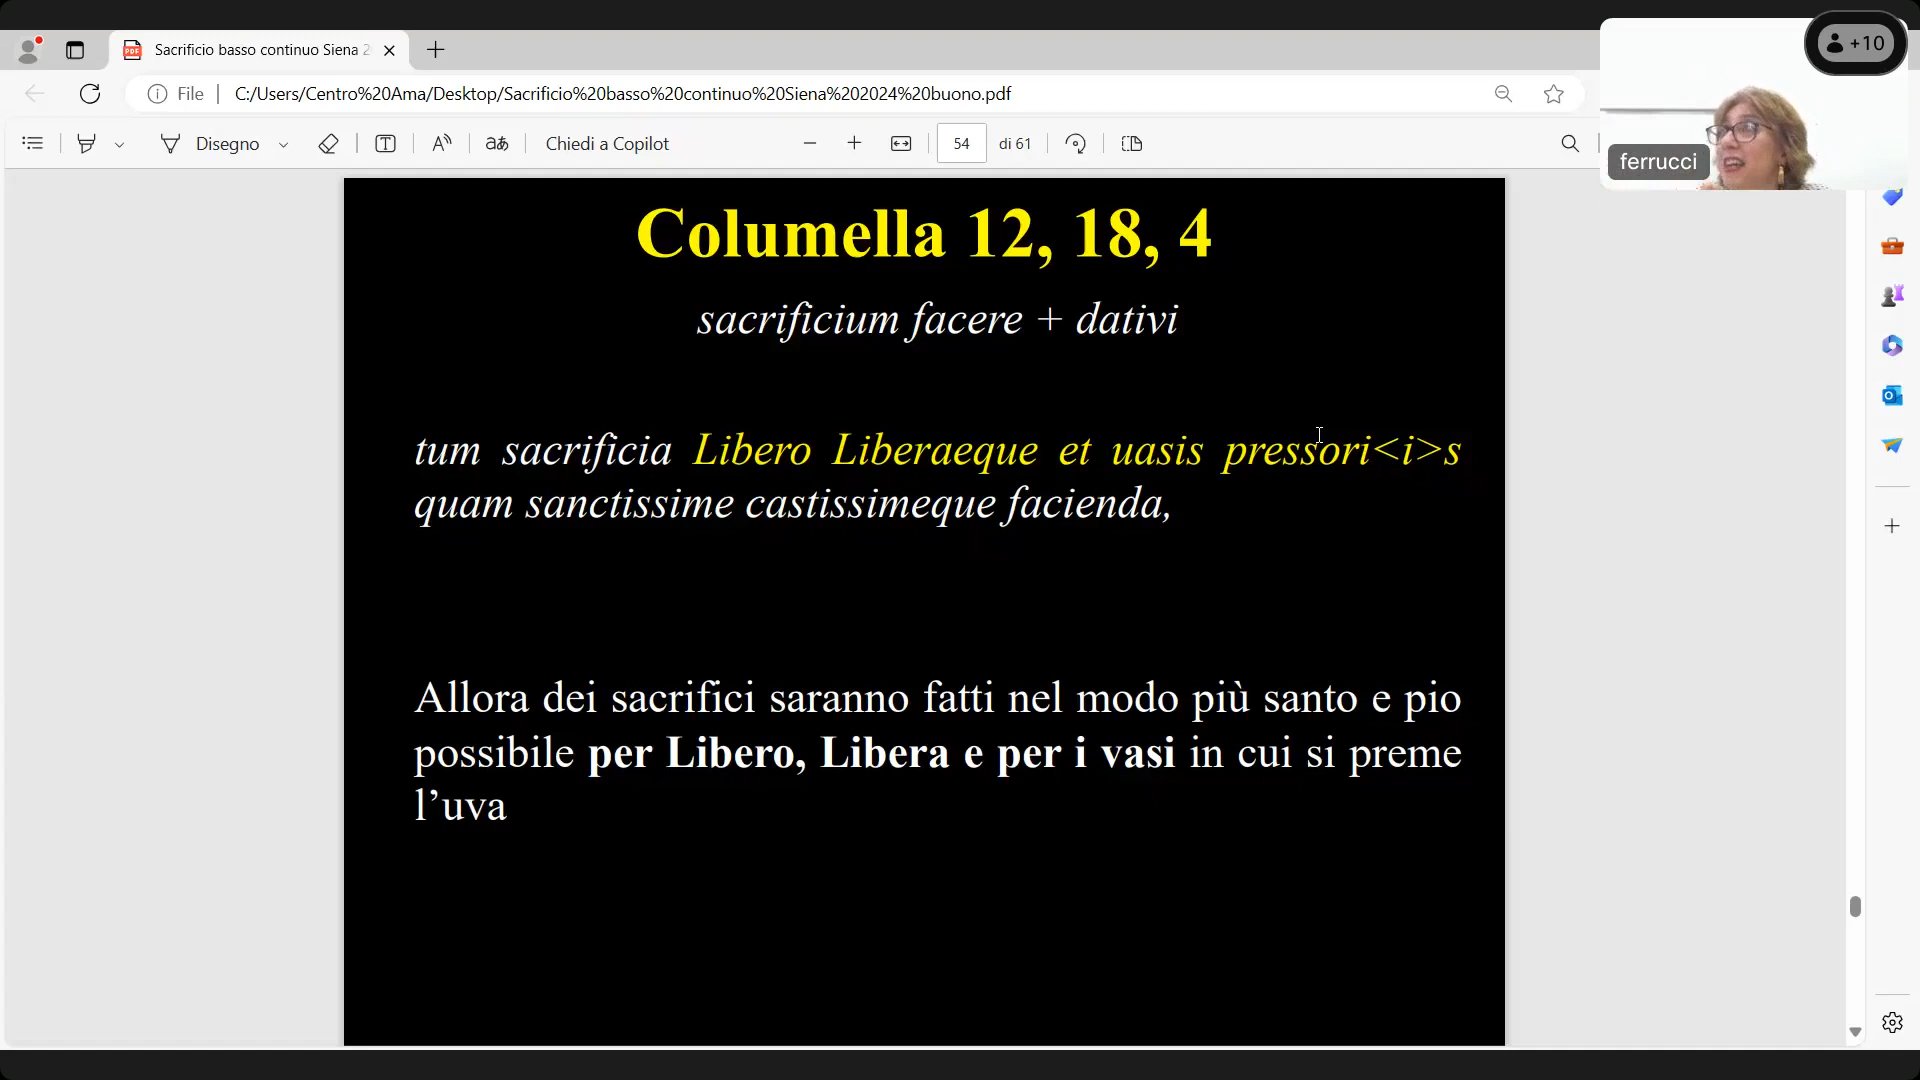 Sacrificio basso continuo Siena 2
+10
File
C:/Users/Centro%20Ama/Desktop/Sacrificio%20basso%20continuo%20Siena%202024%20buono.pdf
Disegno
Chiedi a Copilot
54
di 61
ferrucci
Columella 12, 18, 4
sacrificium facere + dativi
tum sacrificia Libero Liberaeque et uasis pressori<i>s
quam sanctissime castissimeque facienda,
Allora dei sacrifici saranno fatti nel modo più santo e pio
possibile per Libero, Libera e per i vasi in cui si preme
l’uva